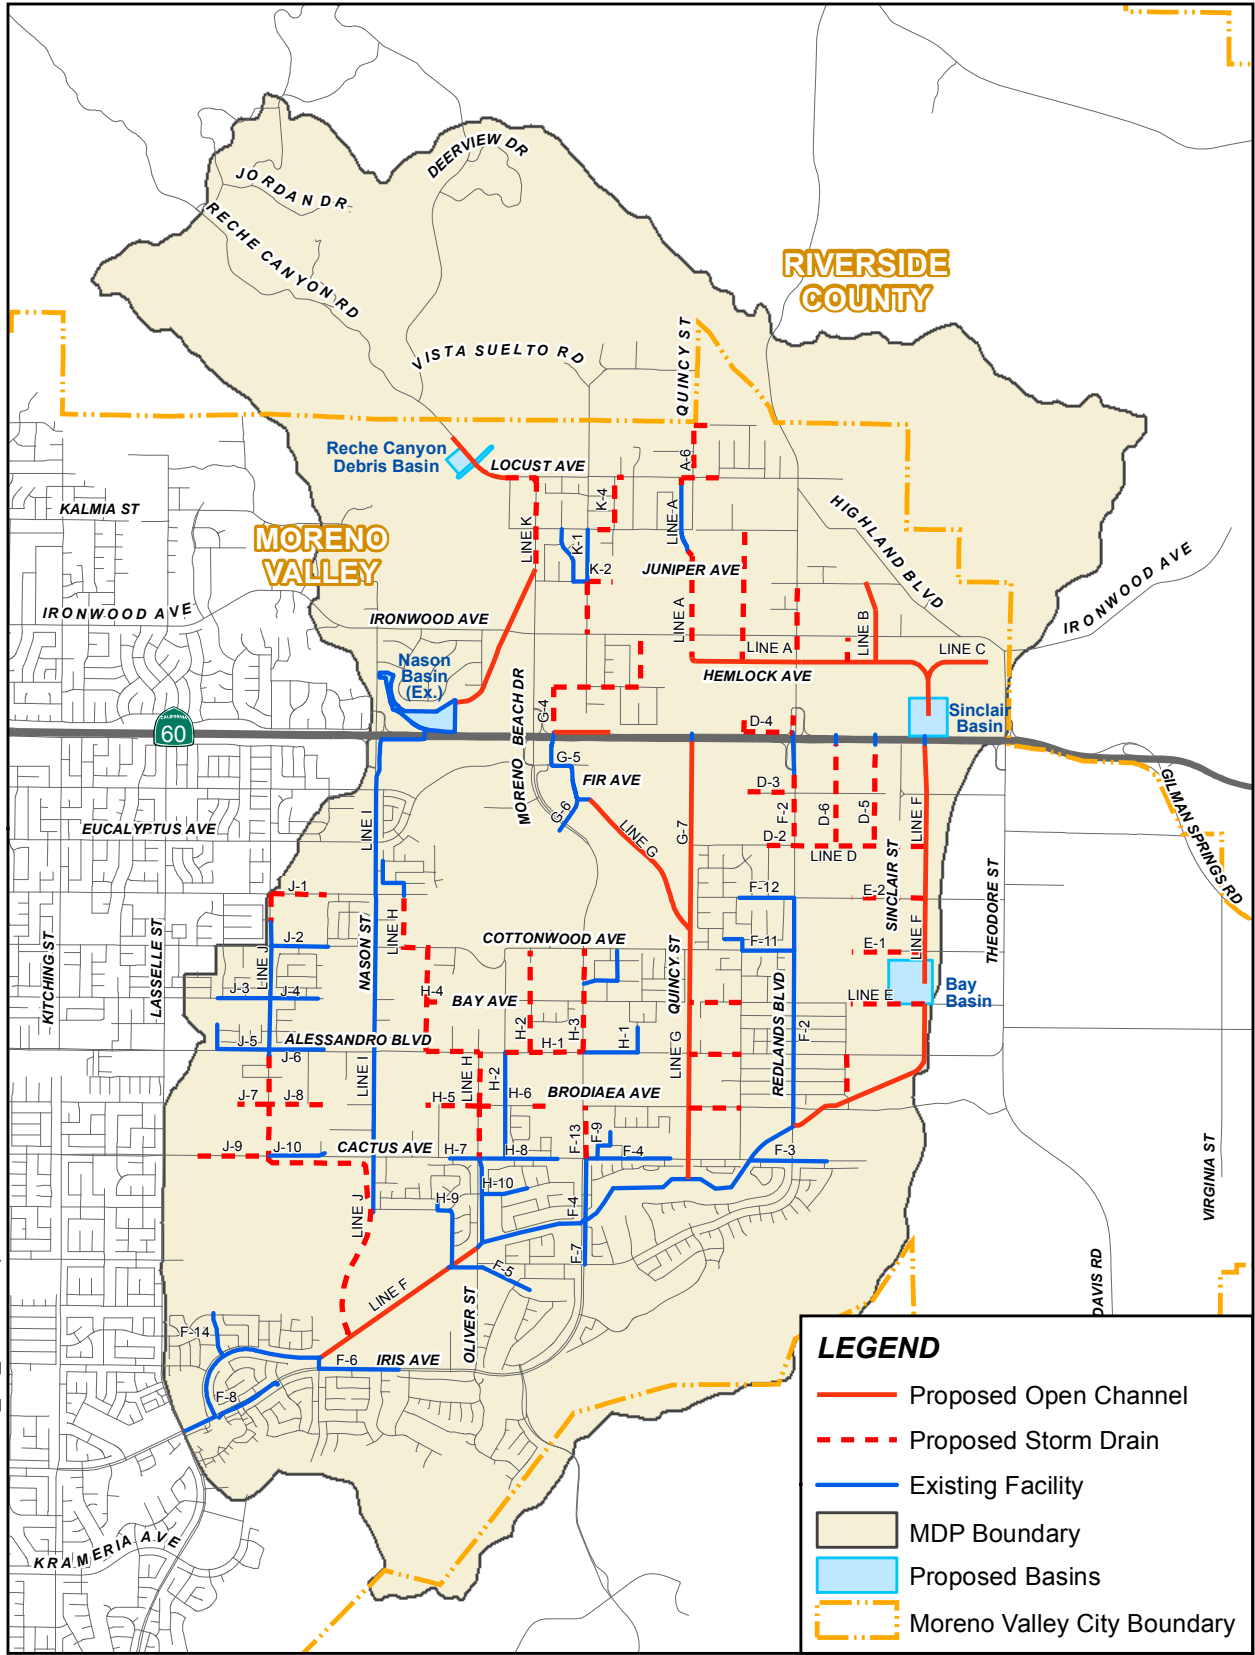 DEERVIEW DR
JORDAN DR
RECHE CANYON RD
RIVERSIDE
COUNTY
VISTA SUELTO RD
QUINCY ST
Reche Canyon
Debris Basin
LOCUST AVE
A-6
K-4
KALMIA ST
MORENO
VALLEY
LINE K
K-1
LINE A
HIGHLAND BLVD
K-2
JUNIPER AVE
IRONWOOD AVE
IRONWOOD AVE
IRONWOOD AVE
LINE A
LINE A
LINE B
LINE C
HEMLOCK AVE
Nason
Basin
(Ex.)
MORENO BEACH DR
G-4
Sinclair
Basin
CALIFORNIA
60
D-4
G-5
FIR AVE
D-3
GILMAN SPRINGS RD
G-6
LINE G
G-7
F-2
D-6
D-5
LINE F
EUCALYPTUS AVE
LINE I
D-2
LINE D
SINCLAIR ST
THEODORE ST
J-1
F-12
E-2
LASSELLE ST
KITCHING ST
NASON ST
LINE H
J-2
LINE J
COTTONWOOD AVE
QUINCY ST
F-11
E-1
LINE F
J-3
J-4
H-4
BAY AVE
REDLANDS BLVD
LINE E
Bay
Basin
J-5
ALESSANDRO BLVD
H-2
H-3
H-1
H-1
F-2
J-6
LINE I
LINE H
H-2
LINE G
J-7
J-8
H-5
H-6
BRODIAEA AVE
J-9
J-10
CACTUS AVE
H-7
H-8
F-13
F-9
F-4
F-3
VIRGINIA ST
H-10
H-9
LINE J
F-4
F-7
F-5
LINE F
DAVIS RD
OLIVER ST
F-14
F-6
IRIS AVE
F-8
KRAMERIA AVE
LEGEND
Proposed Open Channel
Proposed Storm Drain
Existing Facility
MDP Boundary
Proposed Basins
Moreno Valley City Boundary